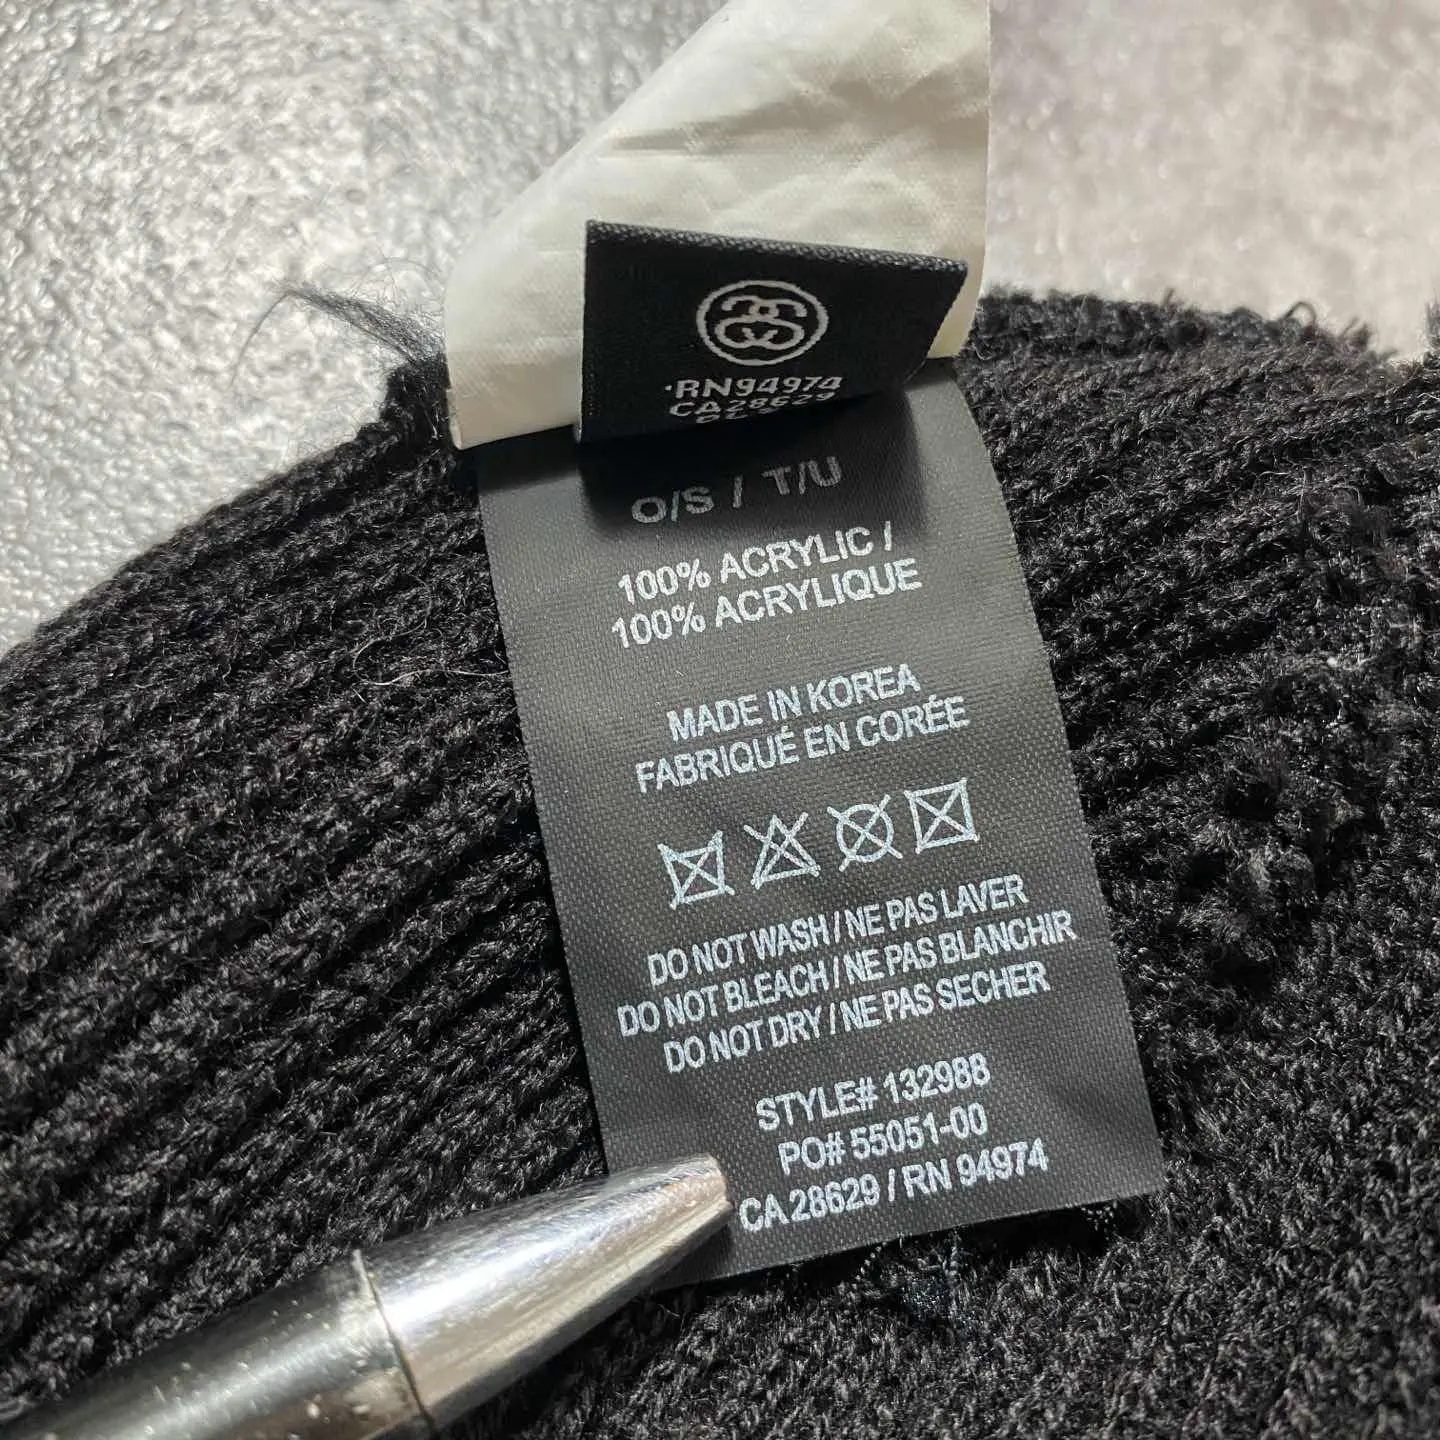 ·RN94974
CA28629
O/S / T/U
100% ACRYLIC /
100% ACRYLIQUE
MADE IN KOREA
FABRIQUÉ EN CORÉE
DO NOT WASH / NE PAS LAVER
DO NOT BLEACH / NE PAS BLANCHIR
DO NOT DRY / NE PAS SECHER
STYLE# 132988
PO# 55051-00
CA 28629 / RN 94974